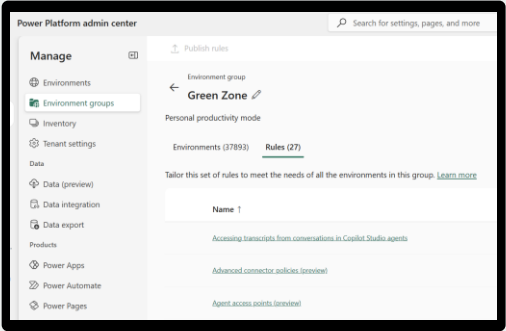 Power Platform admin center
Search for settings, pages, and more
Manage
Environments
Environment groups
Inventory
Tenant settings
Data
Data (preview)
Data integration
Data export
Products
Power Apps
Power Automate
Power Pages
Publish rules
Environment group
Green Zone
Personal productivity mode
Environments (37893)
Rules (27)
Tailor this set of rules to meet the needs of all the environments in this group. Learn more
Name ↑
Accessing transcripts from conversations in Copilot Studio agents
Advanced connector policies (preview)
Agent access points (preview)